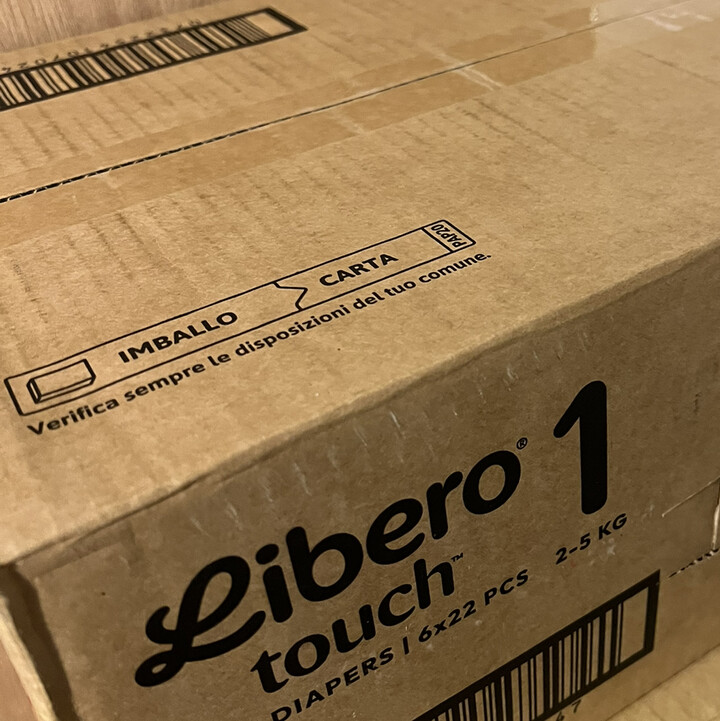 IMBALLO CARTA PAP20
Verifica sempre le disposizioni del tuo comune.
Libero® 1
touch™
DIAPERS | 6x22 PCS 2-5 KG